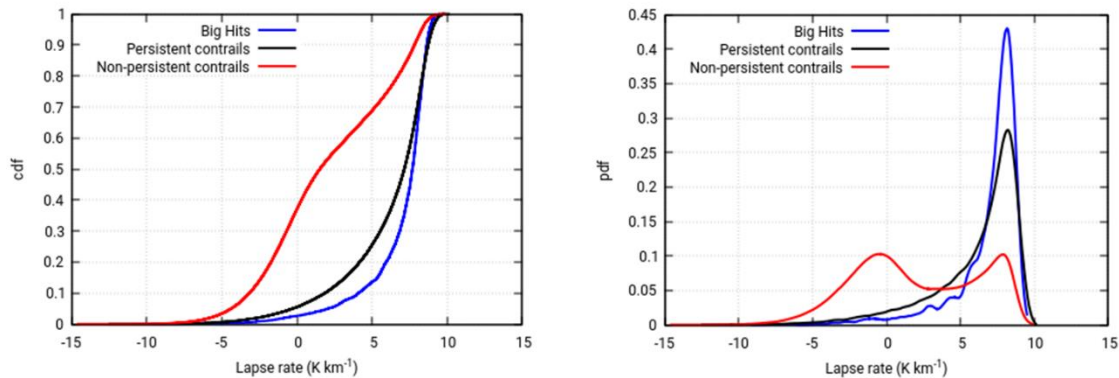 1
0.9
0.8
0.7
0.6
0.5
0.4
0.3
0.2
0.1
0
cdf
Big Hits
Persistent contrails
Non-persistent contrails
-15 -10 -5 0 5 10 15
Lapse rate (K km-1)
0.45
0.4
0.35
0.3
0.25
0.2
0.15
0.1
0.05
0
pdf
Big Hits
Persistent contrails
Non-persistent contrails
-15 -10 -5 0 5 10 15
Lapse rate (K km-1)